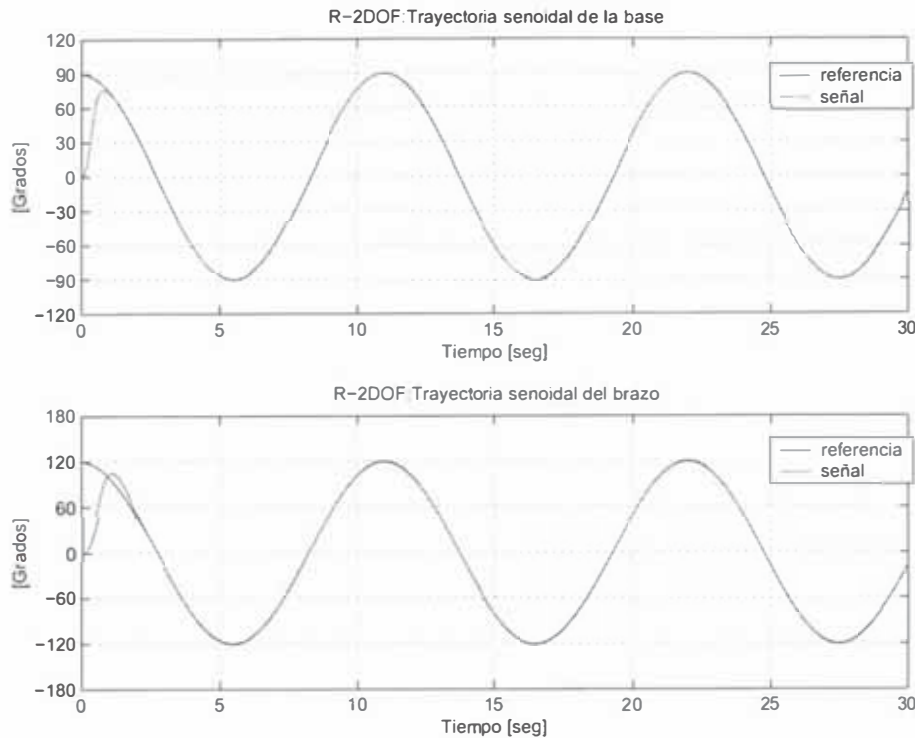 R-2DOF:Trayectoria senoidal de la base
120
90
60
30
0
-30
-60
-90
-120
[Grados]
referencia
señal
0 5 10 15 20 25 30
Tiempo [seg]
R-2DOF:Trayectoria senoidal del brazo
180
120
60
0
-60
-120
-180
[Grados]
referencia
señal
0 5 10 15 20 25 30
Tiempo [seg]